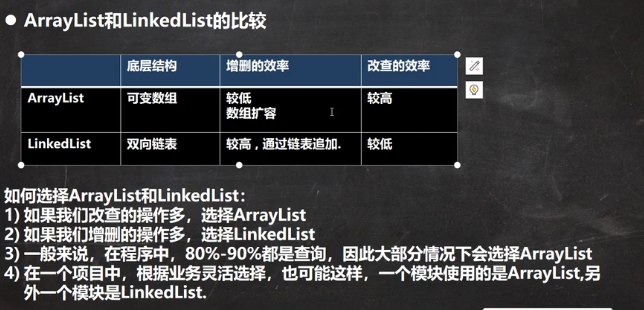 ● ArrayList和LinkedList的比较
底层结构 增删的效率 改查的效率
ArrayList 可变数组 较低 较高
数组扩容
LinkedList 双向链表 较高，通过链表追加. 较低
如何选择ArrayList和LinkedList：
1) 如果我们改查的操作多，选择ArrayList
2) 如果我们增删的操作多，选择LinkedList
3) 一般来说，在程序中，80%-90%都是查询，因此大部分情况下会选择ArrayList
4) 在一个项目中，根据业务灵活选择，也可能这样，一个模块使用的是ArrayList,另
外一个模块是LinkedList.